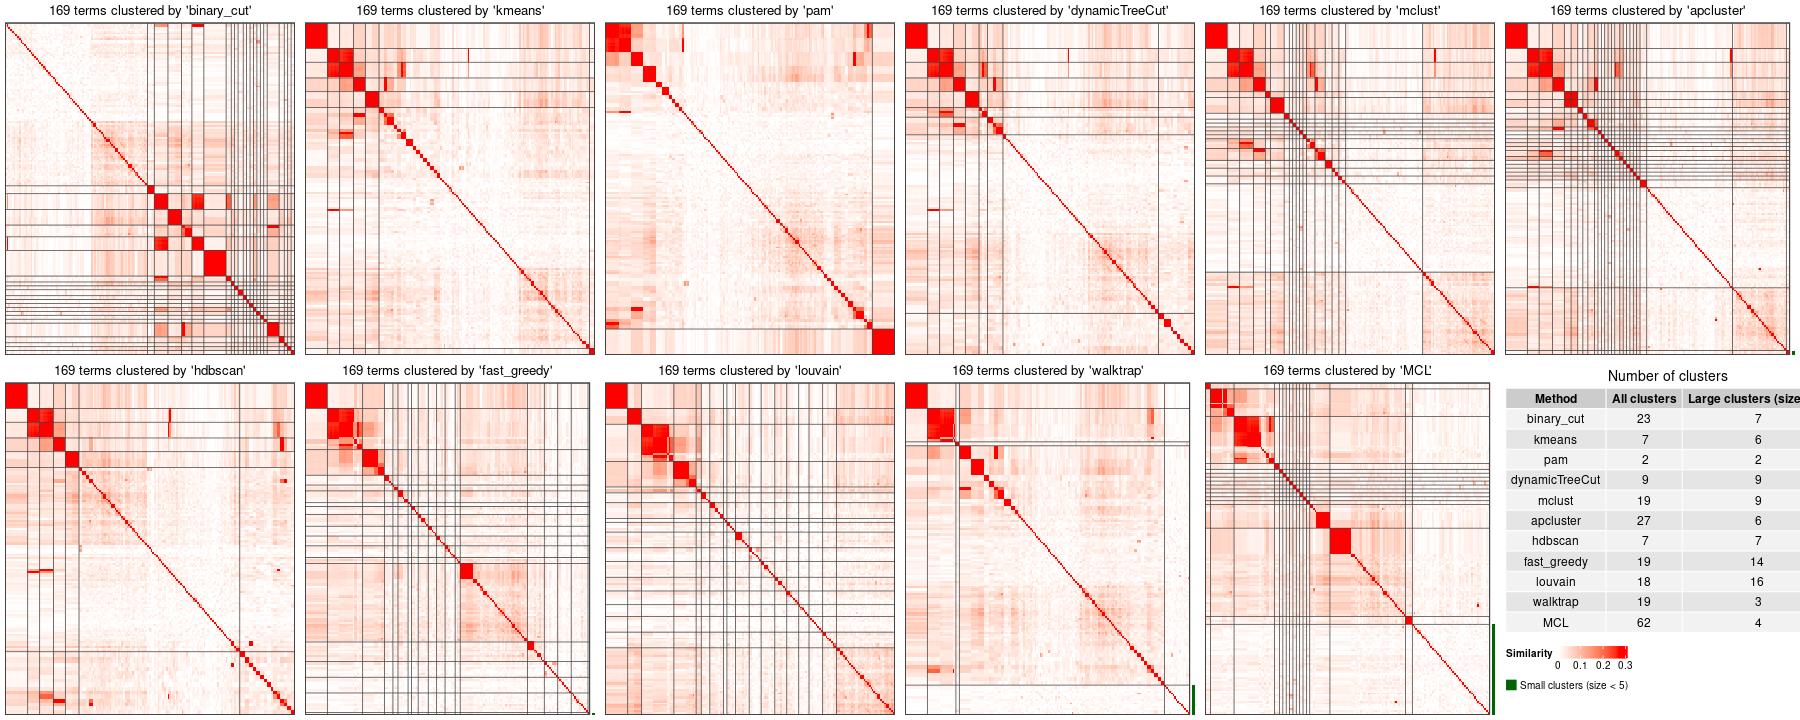 169 terms clustered by 'binary_cut'
169 terms clustered by 'kmeans'
169 terms clustered by 'pam'
169 terms clustered by 'dynamicTreeCut'
169 terms clustered by 'mclust'
169 terms clustered by 'apcluster'
169 terms clustered by 'hdbscan'
169 terms clustered by 'fast_greedy'
169 terms clustered by 'louvain'
169 terms clustered by 'walktrap'
169 terms clustered by 'MCL'
Number of clusters
Method All clusters Large clusters (size
binary_cut 23 7
kmeans 7 6
pam 2 2
dynamicTreeCut 9 9
mclust 19 9
apcluster 27 6
hdbscan 7 7
fast_greedy 19 14
louvain 18 16
walktrap 19 3
MCL 62 4
Similarity
0 0.1 0.2 0.3
Small clusters (size < 5)